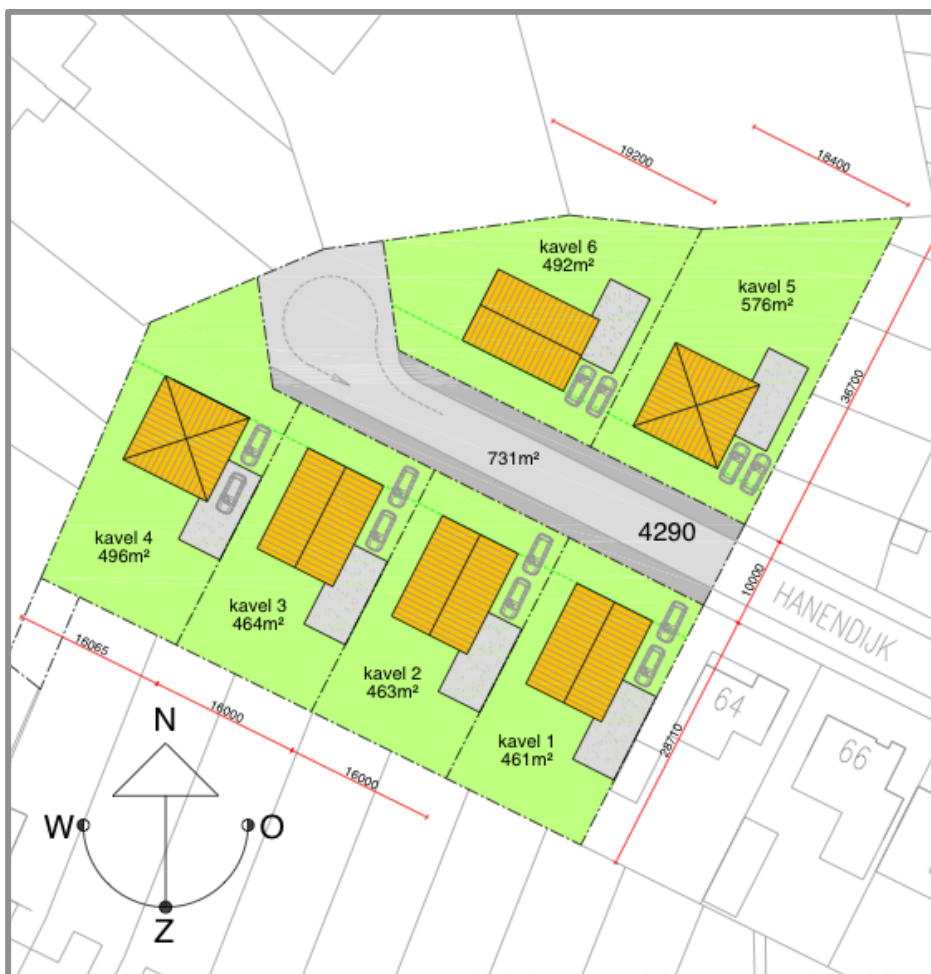 19200
18400
kavel 6
492m²
kavel 5
576m²
36700
731m²
4290
10000
HANENDIJK
kavel 4
496m²
kavel 3
464m²
kavel 2
463m²
kavel 1
461m²
64
66
28710
16065
16000
16000
N
W
O
Z